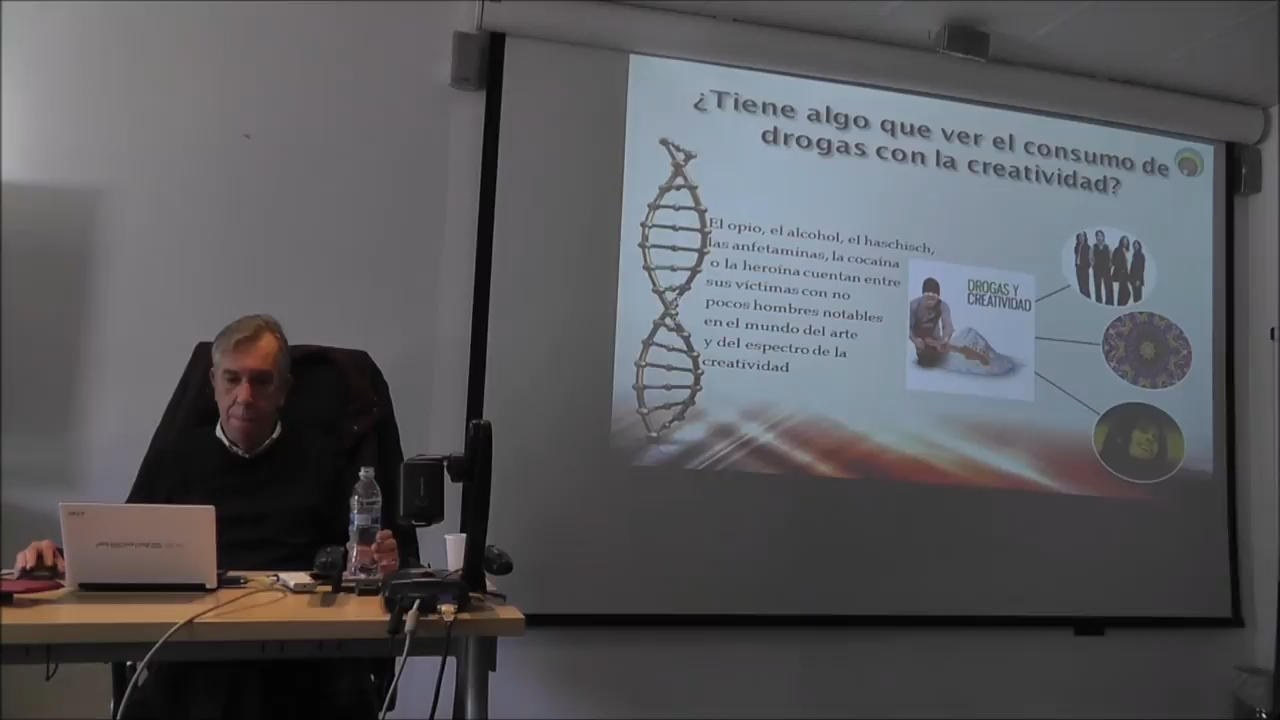 ¿Tiene algo que ver el consumo de
drogas con la creatividad?
El opio, el alcohol, el haschisch,
las anfetaminas, la cocaína
o la heroína cuentan entre
sus víctimas con no
pocos hombres notables
en el mundo del arte
y del espectro de la
creatividad
DROGAS Y
CREATIVIDAD
acer
ASPIRE